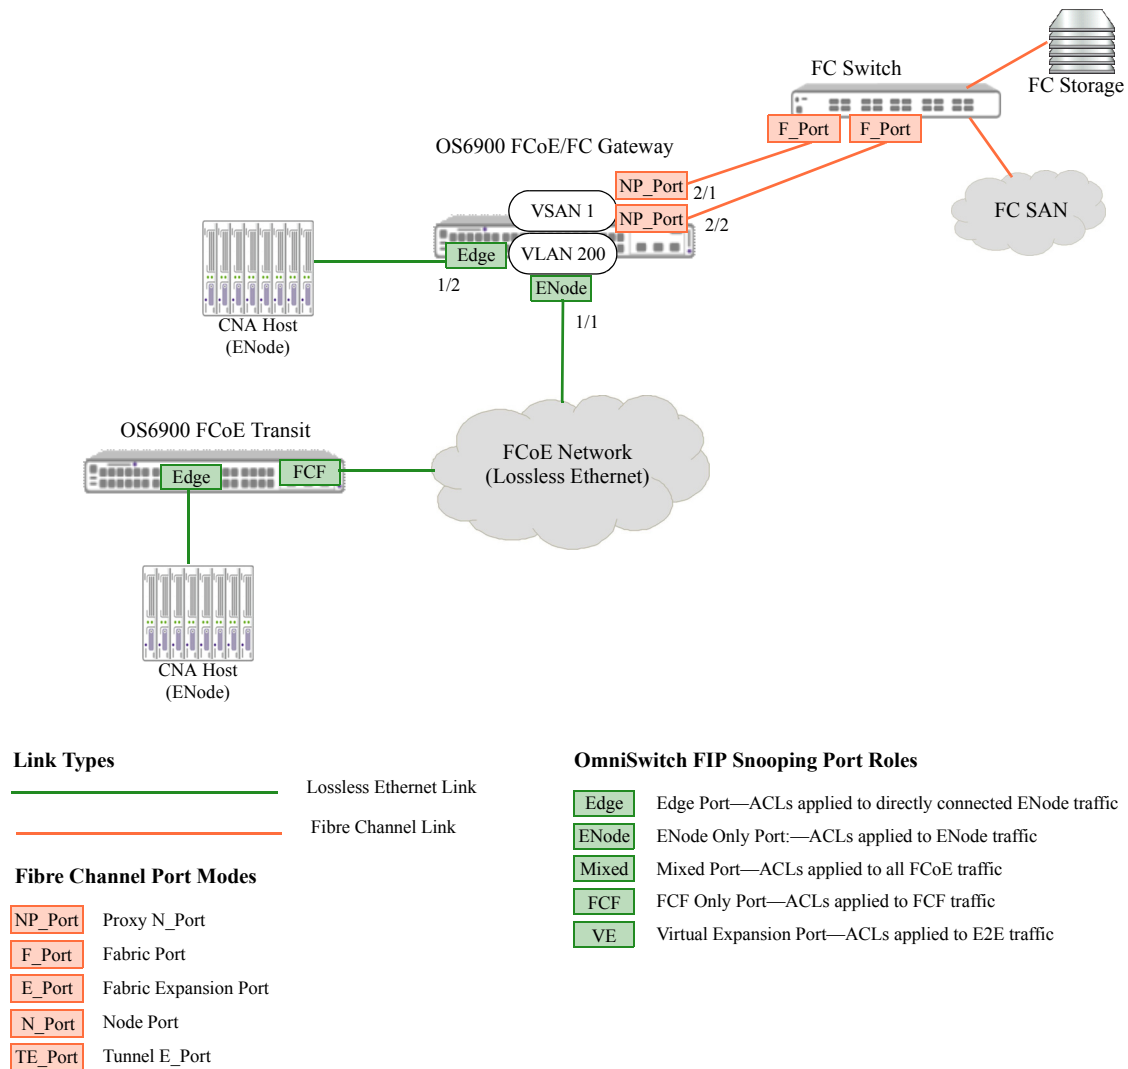 FC Switch
FC Storage
F_Port
F_Port
OS6900 FCoE/FC Gateway
NP_Port
2/1
VSAN 1
NP_Port
2/2
FC SAN
Edge
VLAN 200
1/2
ENode
1/1
CNA Host
(ENode)
OS6900 FCoE Transit
Edge
FCF
FCoE Network
(Lossless Ethernet)
CNA Host
(ENode)
Link Types
Lossless Ethernet Link
Fibre Channel Link
Fibre Channel Port Modes
NP_Port Proxy N_Port
F_Port Fabric Port
E_Port Fabric Expansion Port
N_Port Node Port
TE_Port Tunnel E_Port
OmniSwitch FIP Snooping Port Roles
Edge Edge Port—ACLs applied to directly connected ENode traffic
ENode ENode Only Port:—ACLs applied to ENode traffic
Mixed Mixed Port—ACLs applied to all FCoE traffic
FCF FCF Only Port—ACLs applied to FCF traffic
VE Virtual Expansion Port—ACLs applied to E2E traffic